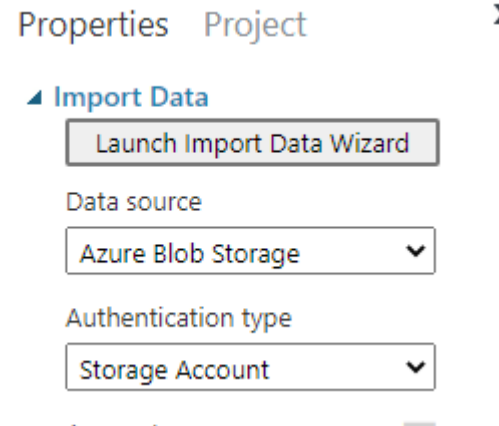 Properties Project
Import Data
Launch Import Data Wizard
Data source
Azure Blob Storage
Authentication type
Storage Account